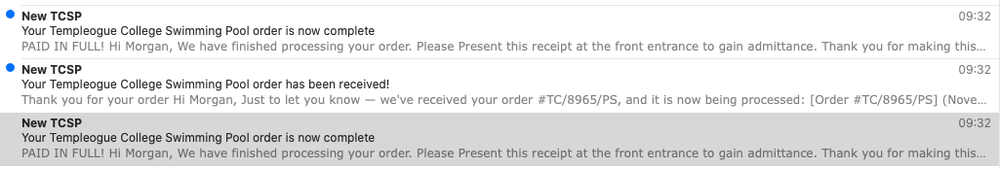 New TCSP 09:32
Your Templeogue College Swimming Pool order is now complete
PAID IN FULL! Hi Morgan, We have finished processing your order. Please Present this receipt at the front entrance to gain admittance. Thank you for making this...
New TCSP 09:32
Your Templeogue College Swimming Pool order has been received!
Thank you for your order Hi Morgan, Just to let you know — we've received your order #TC/8965/PS, and it is now being processed: [Order #TC/8965/PS] (Nove...
New TCSP 09:32
Your Templeogue College Swimming Pool order is now complete
PAID IN FULL! Hi Morgan, We have finished processing your order. Please Present this receipt at the front entrance to gain admittance. Thank you for making this...